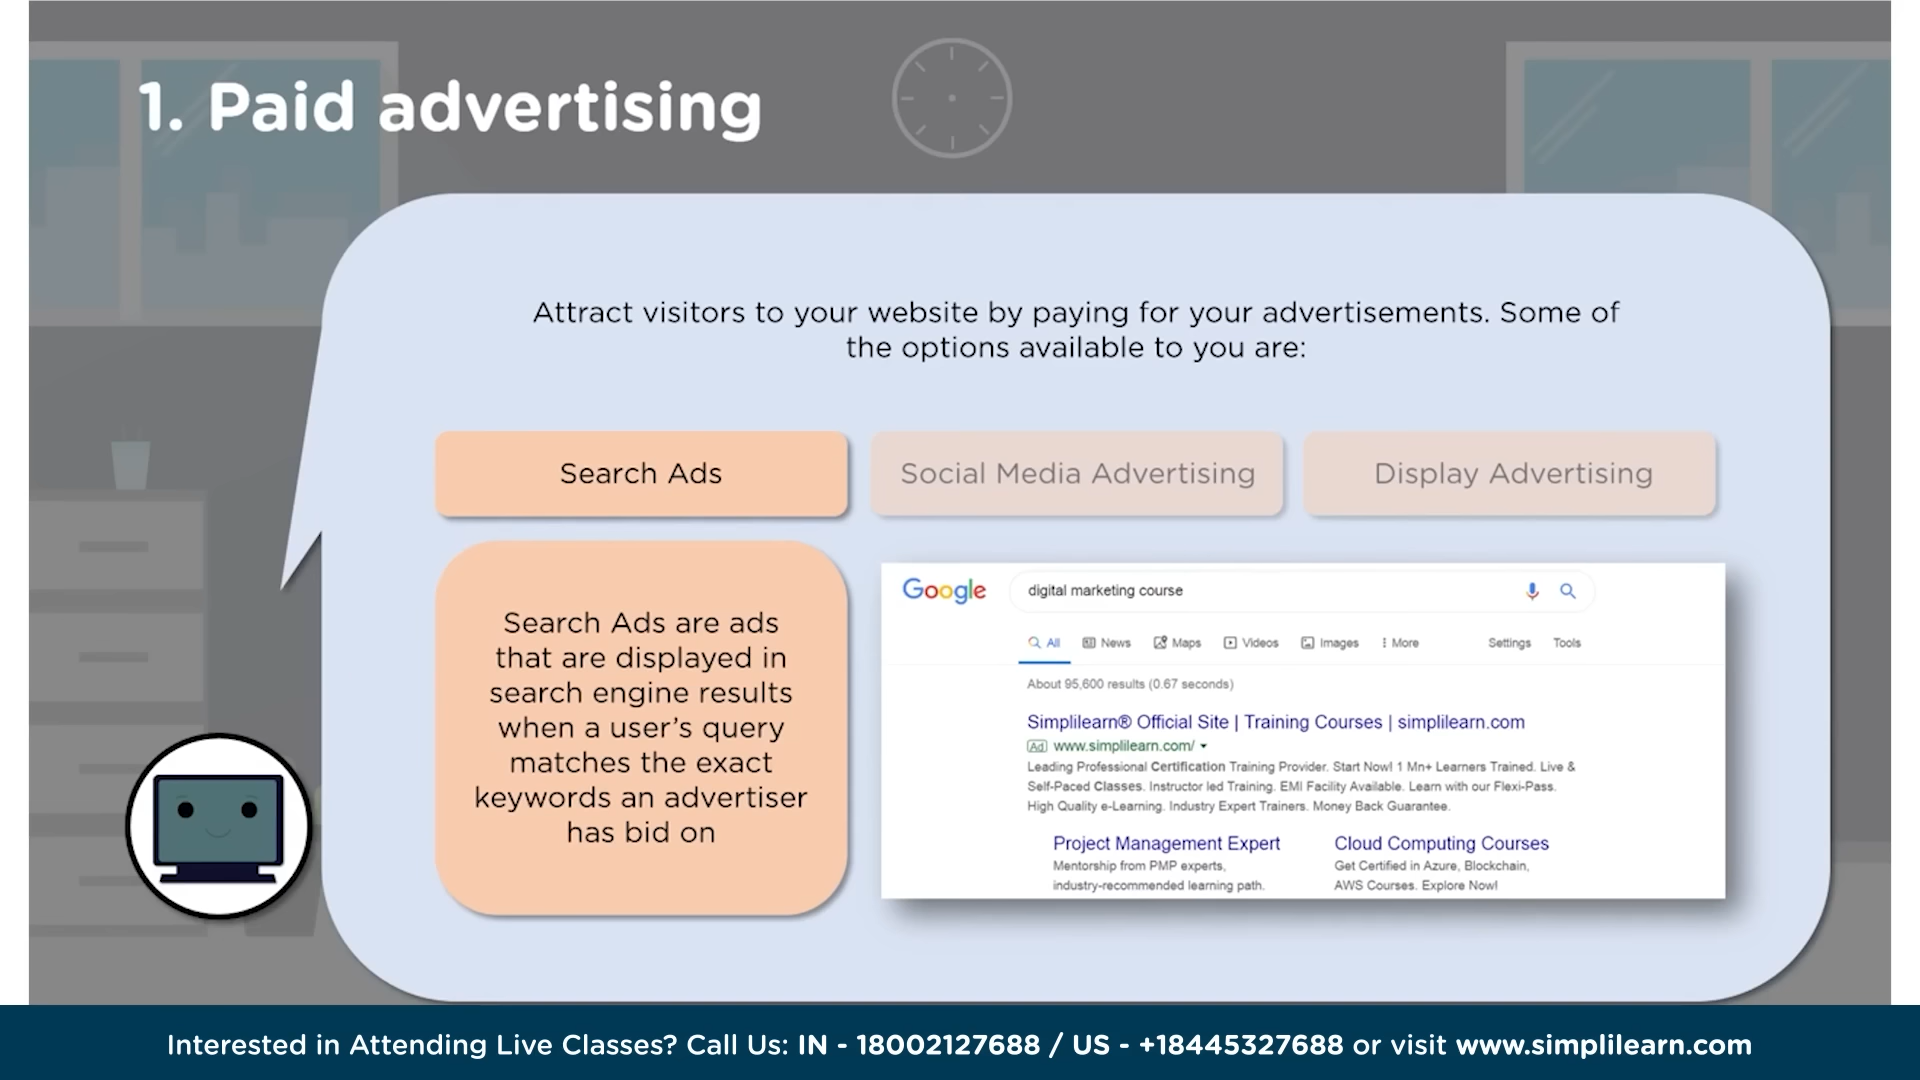 1. Paid advertising
Attract visitors to your website by paying for your advertisements. Some of
the options available to you are:
Search Ads
Social Media Advertising
Display Advertising
Search Ads are ads
that are displayed in
search engine results
when a user’s query
matches the exact
keywords an advertiser
has bid on
Google
digital marketing course
All
News
Maps
Videos
Images
More
Settings
Tools
About 95,600 results (0.67 seconds)
Simplilearn® Official Site | Training Courses | simplilearn.com
Ad www.simplilearn.com/
Leading Professional Certification Training Provider. Start Now! 1 Mn+ Learners Trained. Live &
Self-Paced Classes. Instructor led Training. EMI Facility Available. Learn with our Flexi-Pass.
High Quality e-Learning. Industry Expert Trainers. Money Back Guarantee.
Project Management Expert
Mentorship from PMP experts,
industry-recommended learning path.
Cloud Computing Courses
Get Certified in Azure, Blockchain,
AWS Courses. Explore Now!
Interested in Attending Live Classes? Call Us: IN - 18002127688 / US - +18445327688 or visit www.simplilearn.com